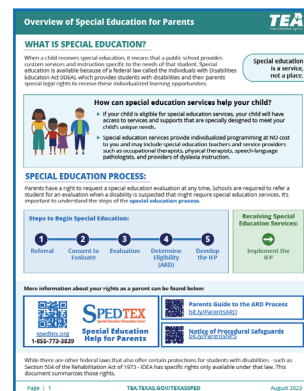 Overview of Special Education for Parents
TEA
WHAT IS SPECIAL EDUCATION?
When a child receives special education, it means that a public school provides
custom services and instruction specific to the needs of that student. Special
education is available because of a federal law called the Individuals with Disabilities
Education Act (IDEA), which provides students with disabilities and their parents
special legal rights to receive these individualized learning opportunities.
Special education
is a service,
not a place.
How can special education services help your child?
If your child is eligible for special education services, your child will have
access to services and supports that are specially designed to meet your
child's unique needs.
Special education services provide individualized programming at NO cost
to you and may include special education teachers and service providers
such as occupational therapists, physical therapists, speech-language
pathologists, and providers of dyslexia instruction.
SPECIAL EDUCATION PROCESS:
Parents have a right to request a special education evaluation at any time. Schools are required to refer a
student for an evaluation when a disability is suspected that might require special education services. It's
important to understand the steps of the special education process.
Steps to Begin Special Education:
1 2 3 4 5
Referral
Consent to
Evaluate
Evaluation
Determine
Eligibility
(ARD)
Develop
the IEP
Receiving Special
Education Services:
Implement the
IEP
More information about your rights as a parent can be found below:
spedtex.org
1-855-773-3839
SPEDTEX
Special Education
Help for Parents
Parents Guide to the ARD Process
bit.ly/ParentsARD
Notice of Procedural Safeguards
bit.ly/ParentsNPS
While there are other federal laws that also offer certain protections for students with disabilities - such as
Section 504 of the Rehabilitation Act of 1973 - IDEA has specific rights only available under that law. This
document summarizes those rights.
Page | 1
TEA.TEXAS.GOV/TEXASSPED
August 2023